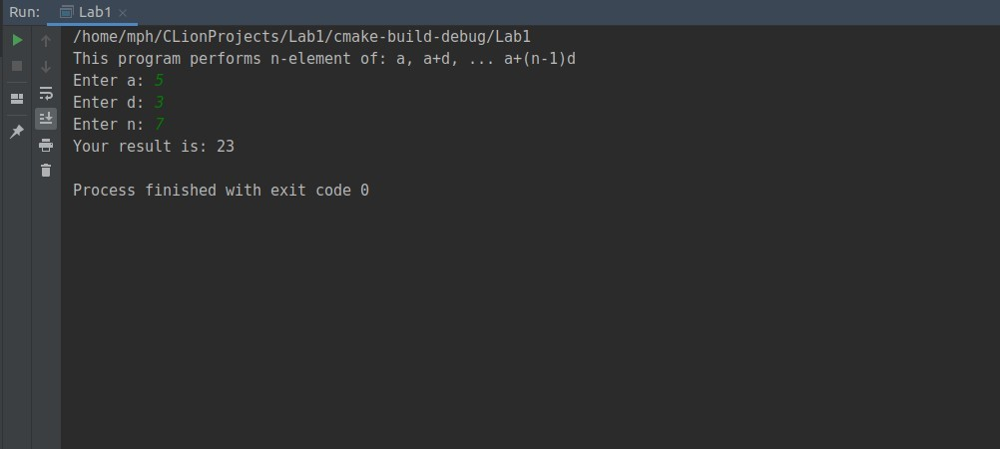 Run: Lab1
/home/mph/CLionProjects/Lab1/cmake-build-debug/Lab1
This program performs n-element of: a, a+d, ... a+(n-1)d
Enter a: 5
Enter d: 3
Enter n: 7
Your result is: 23
Process finished with exit code 0